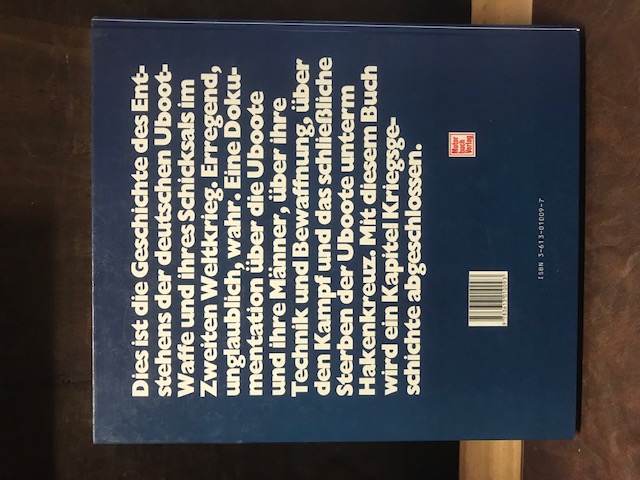 Dies ist die Geschichte des Ent-
stehens der deutschen Uboot-
Waffe und ihres Schicksals im
Zweiten Weltkrieg. Erregend,
unglaublich, wahr. Eine Doku-
mentation über die Uboote
und ihre Männer, über ihre
Technik und Bewaffnung, über
den Kampf und das schließliche
Sterben der Uboote unterm
Hakenkreuz. Mit diesem Buch
wird ein Kapitel Kriegsge-
schichte abgeschlossen.
Motor
buch
Verlag
ISBN 3-613-01009-7